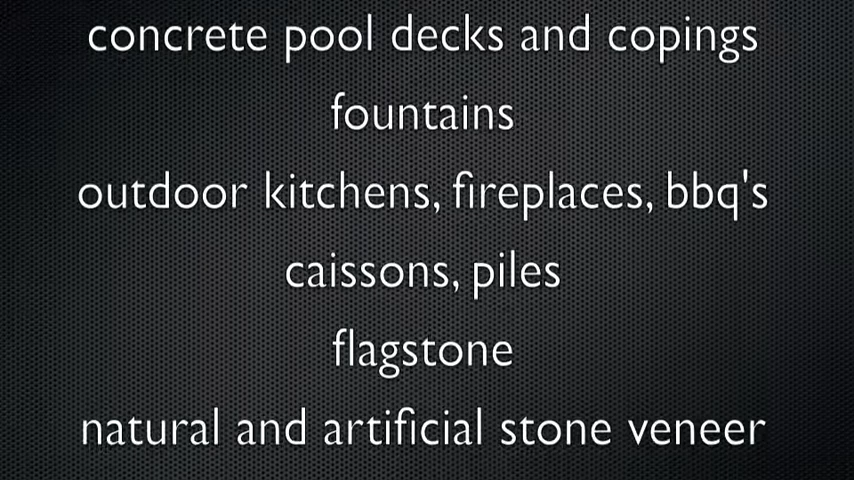 concrete pool decks and copings
fountains
outdoor kitchens, fireplaces, bbq's
caissons, piles
flagstone
natural and artificial stone veneer